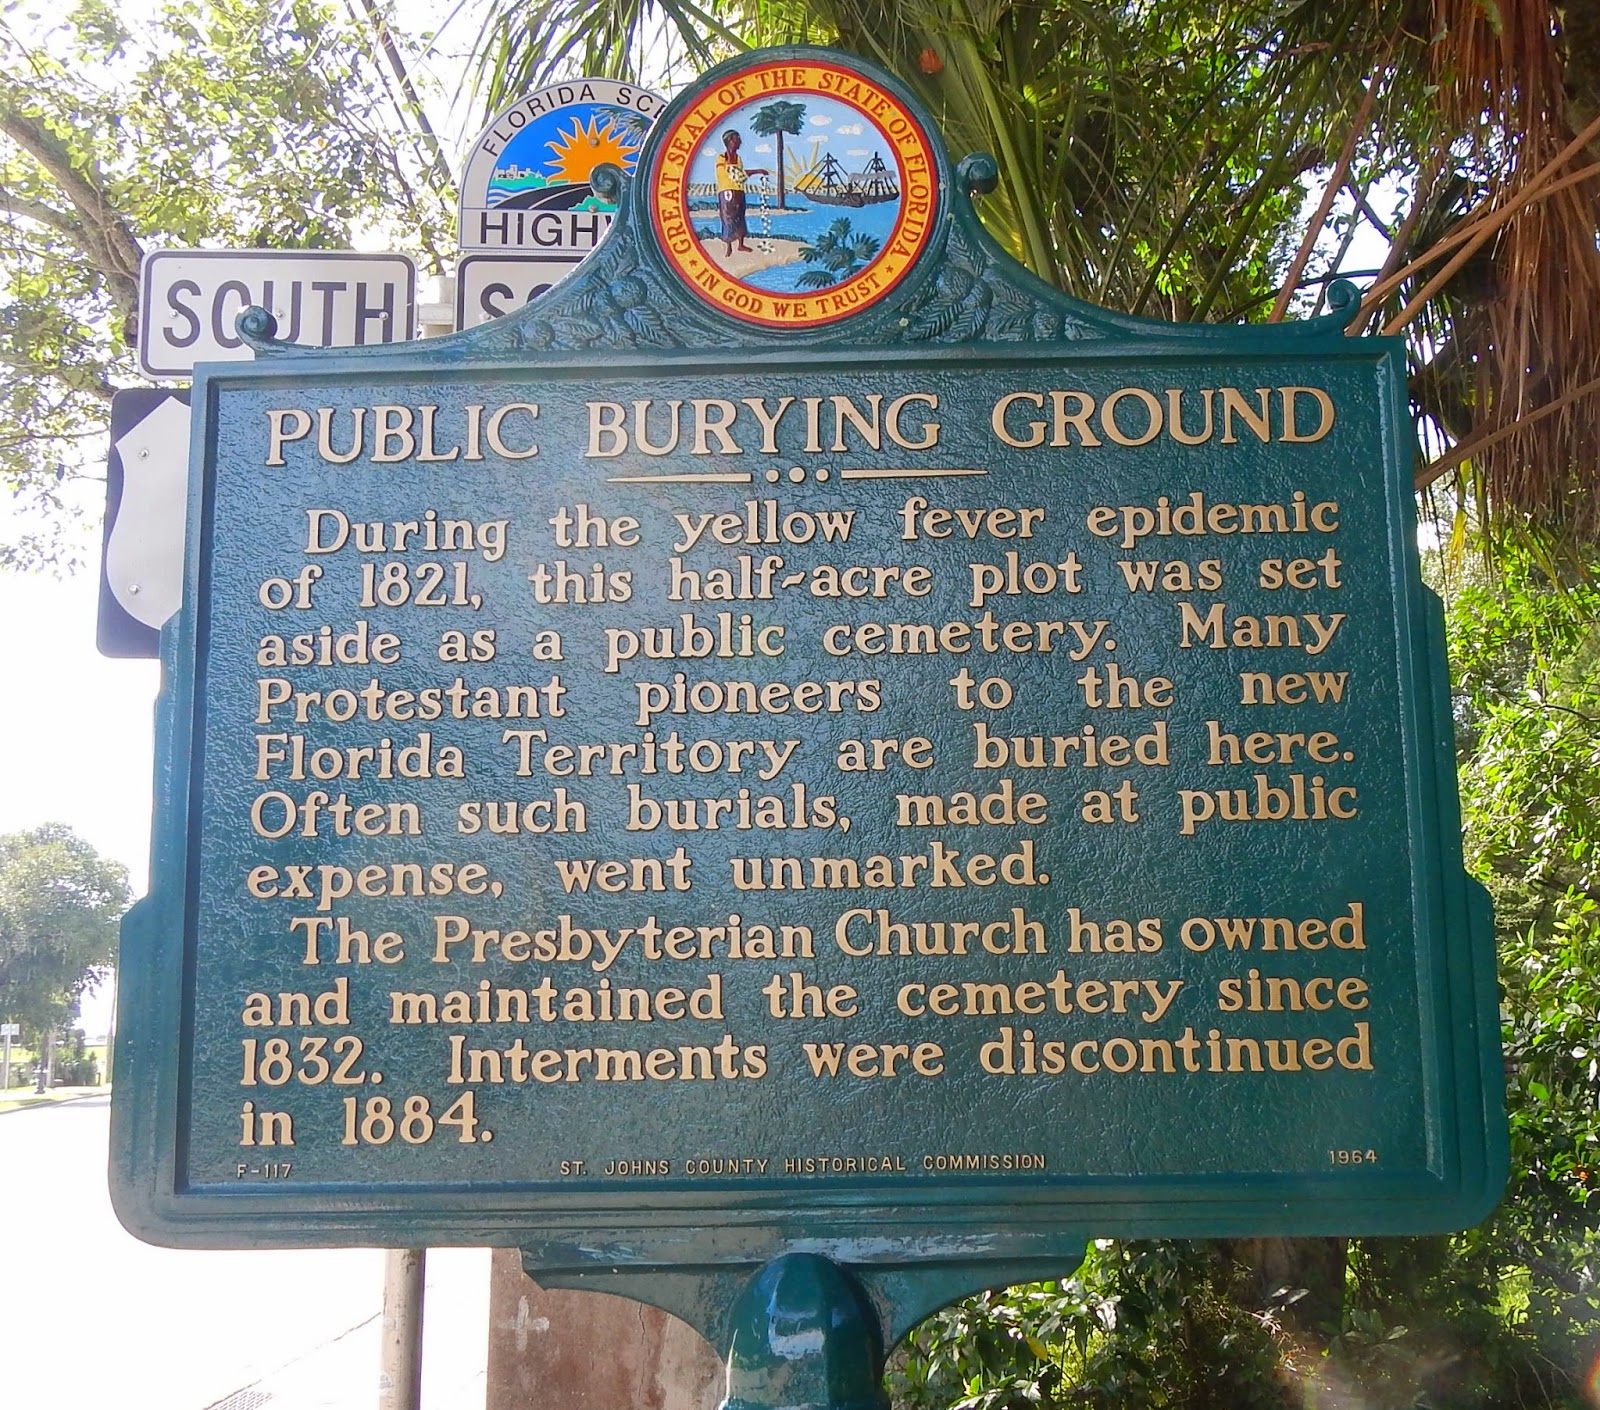 FLORIDA
HIGH
SOUTH
GREAT SEAL OF THE STATE OF FLORIDA
IN GOD WE TRUST
PUBLIC BURYING GROUND
During the yellow fever epidemic
of 1821, this half-acre plot was set
aside as a public cemetery. Many
Protestant pioneers to the new
Florida Territory are buried here.
Often such burials, made at public
expense, went unmarked.
The Presbyterian Church has owned
and maintained the cemetery since
1832. Interments were discontinued
in 1884.
F-117 ST. JOHNS COUNTY HISTORICAL COMMISSION 1964